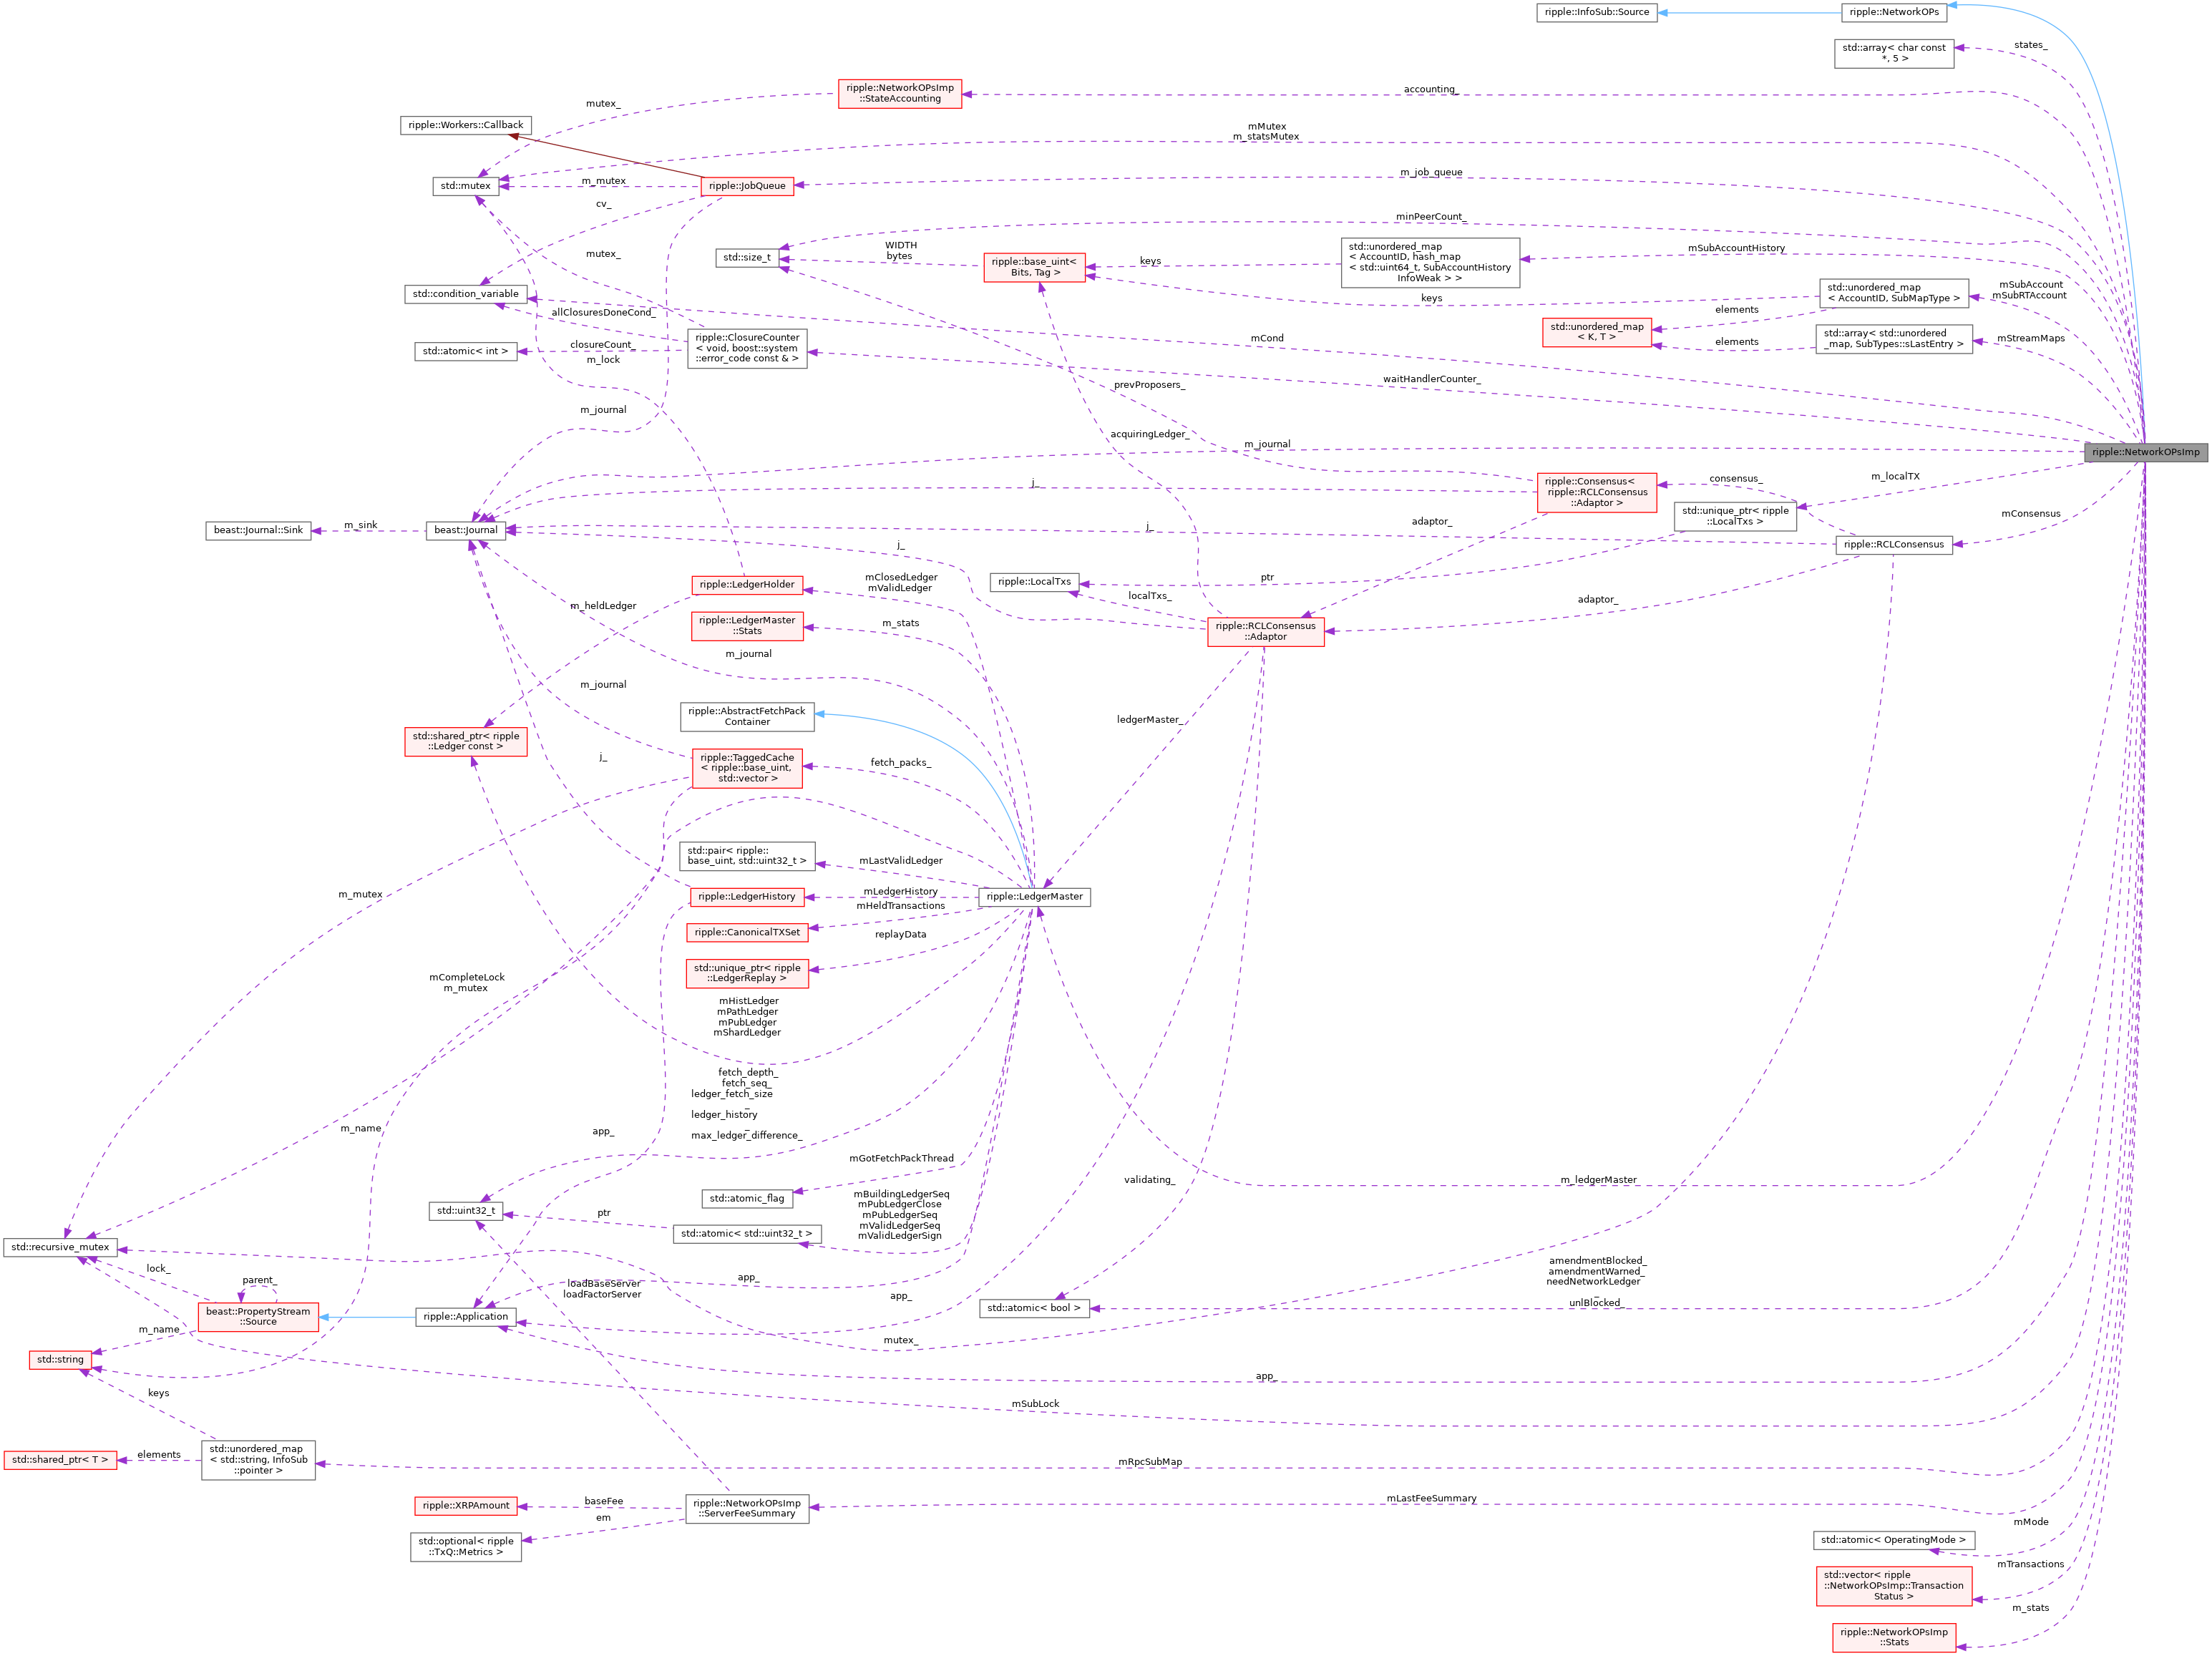 ripple::InfoSub::Source
ripple::NetworkOPs
std::array< char const
*, 5 >
states_
ripple::NetworkOPsImp
::StateAccounting
accounting_
mutex_
ripple::Workers::Callback
mMutex
m_statsMutex
std::mutex
m_mutex
ripple::JobQueue
m_job_queue
cv_
minPeerCount_
std::size_t
WIDTH
bytes
ripple::base_uint<
Bits, Tag >
keys
std::unordered_map
< AccountID, hash_map
< std::uint64_t, SubAccountHistory
InfoWeak > >
mSubAccountHistory
mutex_
std::condition_variable
keys
std::unordered_map
< AccountID, SubMapType >
mSubAccount
mSubRTAccount
allClosuresDoneCond_
elements
std::unordered_map
< K, T >
std::array< std::unordered
_map, SubTypes::sLastEntry >
mStreamMaps
elements
mCond
std::atomic< int >
closureCount_
m_lock
ripple::ClosureCounter
< void, boost::system
::error_code const & >
waitHandlerCounter_
prevProposers_
m_journal
acquiringLedger_
m_journal
ripple::NetworkOPsImp
j_
ripple::Consensus<
ripple::RCLConsensus
::Adaptor >
consensus_
m_localTX
std::unique_ptr< ripple
::LocalTxs >
mConsensus
beast::Journal::Sink
m_sink
beast::Journal
adaptor_
j_
j_
ripple::RCLConsensus
ripple::LedgerHolder
mClosedLedger
mValidLedger
ripple::LocalTxs
ptr
localTxs_
adaptor_
m_heldLedger
ripple::LedgerMaster
::Stats
m_stats
ripple::RCLConsensus
::Adaptor
m_journal
m_journal
ripple::AbstractFetchPack
Container
ledgerMaster_
std::shared_ptr< ripple
::Ledger const >
j_
ripple::TaggedCache
< ripple::base_uint,
std::vector >
fetch_packs_
std::pair< ripple::
base_uint, std::uint32_t >
mLastValidLedger
m_mutex
ripple::LedgerHistory
mLedgerHistory
mHeldTransactions
ripple::LedgerMaster
ripple::CanonicalTXSet
replayData
std::unique_ptr< ripple
::LedgerReplay >
mCompleteLock
m_mutex
mHistLedger
mPathLedger
mPubLedger
mShardLedger
fetch_depth_
fetch_seq_
ledger_fetch_size
_
ledger_history
_
max_ledger_difference_
m_name
app_
mGotFetchPackThread
std::atomic_flag
validating_
m_ledgerMaster
std::uint32_t
ptr
std::atomic< std::uint32_t >
mBuildingLedgerSeq
mPubLedgerClose
mPubLedgerSeq
mValidLedgerSeq
mValidLedgerSign
std::recursive_mutex
lock_
parent_
app_
loadBaseServer
loadFactorServer
app_
amendmentBlocked_
amendmentWarned_
needNetworkLedger
_
unlBlocked_
std::atomic< bool >
beast::PropertyStream
::Source
ripple::Application
m_name
mutex_
std::string
app_
keys
mSubLock
std::unordered_map
< std::string, InfoSub
::pointer >
elements
std::shared_ptr< T >
mRpcSubMap
ripple::XRPAmount
baseFee
ripple::NetworkOPsImp
::ServerFeeSummary
mLastFeeSummary
em
std::optional< ripple
::TxQ::Metrics >
mMode
std::atomic< OperatingMode >
mTransactions
std::vector< ripple
::NetworkOPsImp::Transaction
Status >
m_stats
ripple::NetworkOPsImp
::Stats